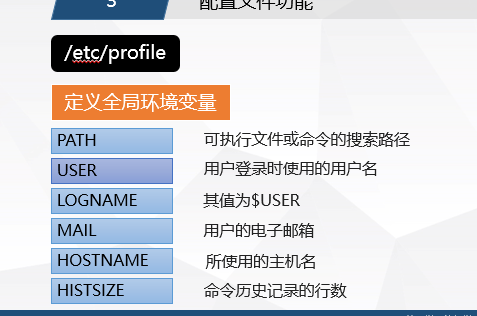 3 配置文件功能
/etc/profile
定义全局环境变量
PATH 可执行文件或命令的搜索路径
USER 用户登录时使用的用户名
LOGNAME 其值为$USER
MAIL 用户的电子邮箱
HOSTNAME 所使用的主机名
HISTSIZE 命令历史记录的行数